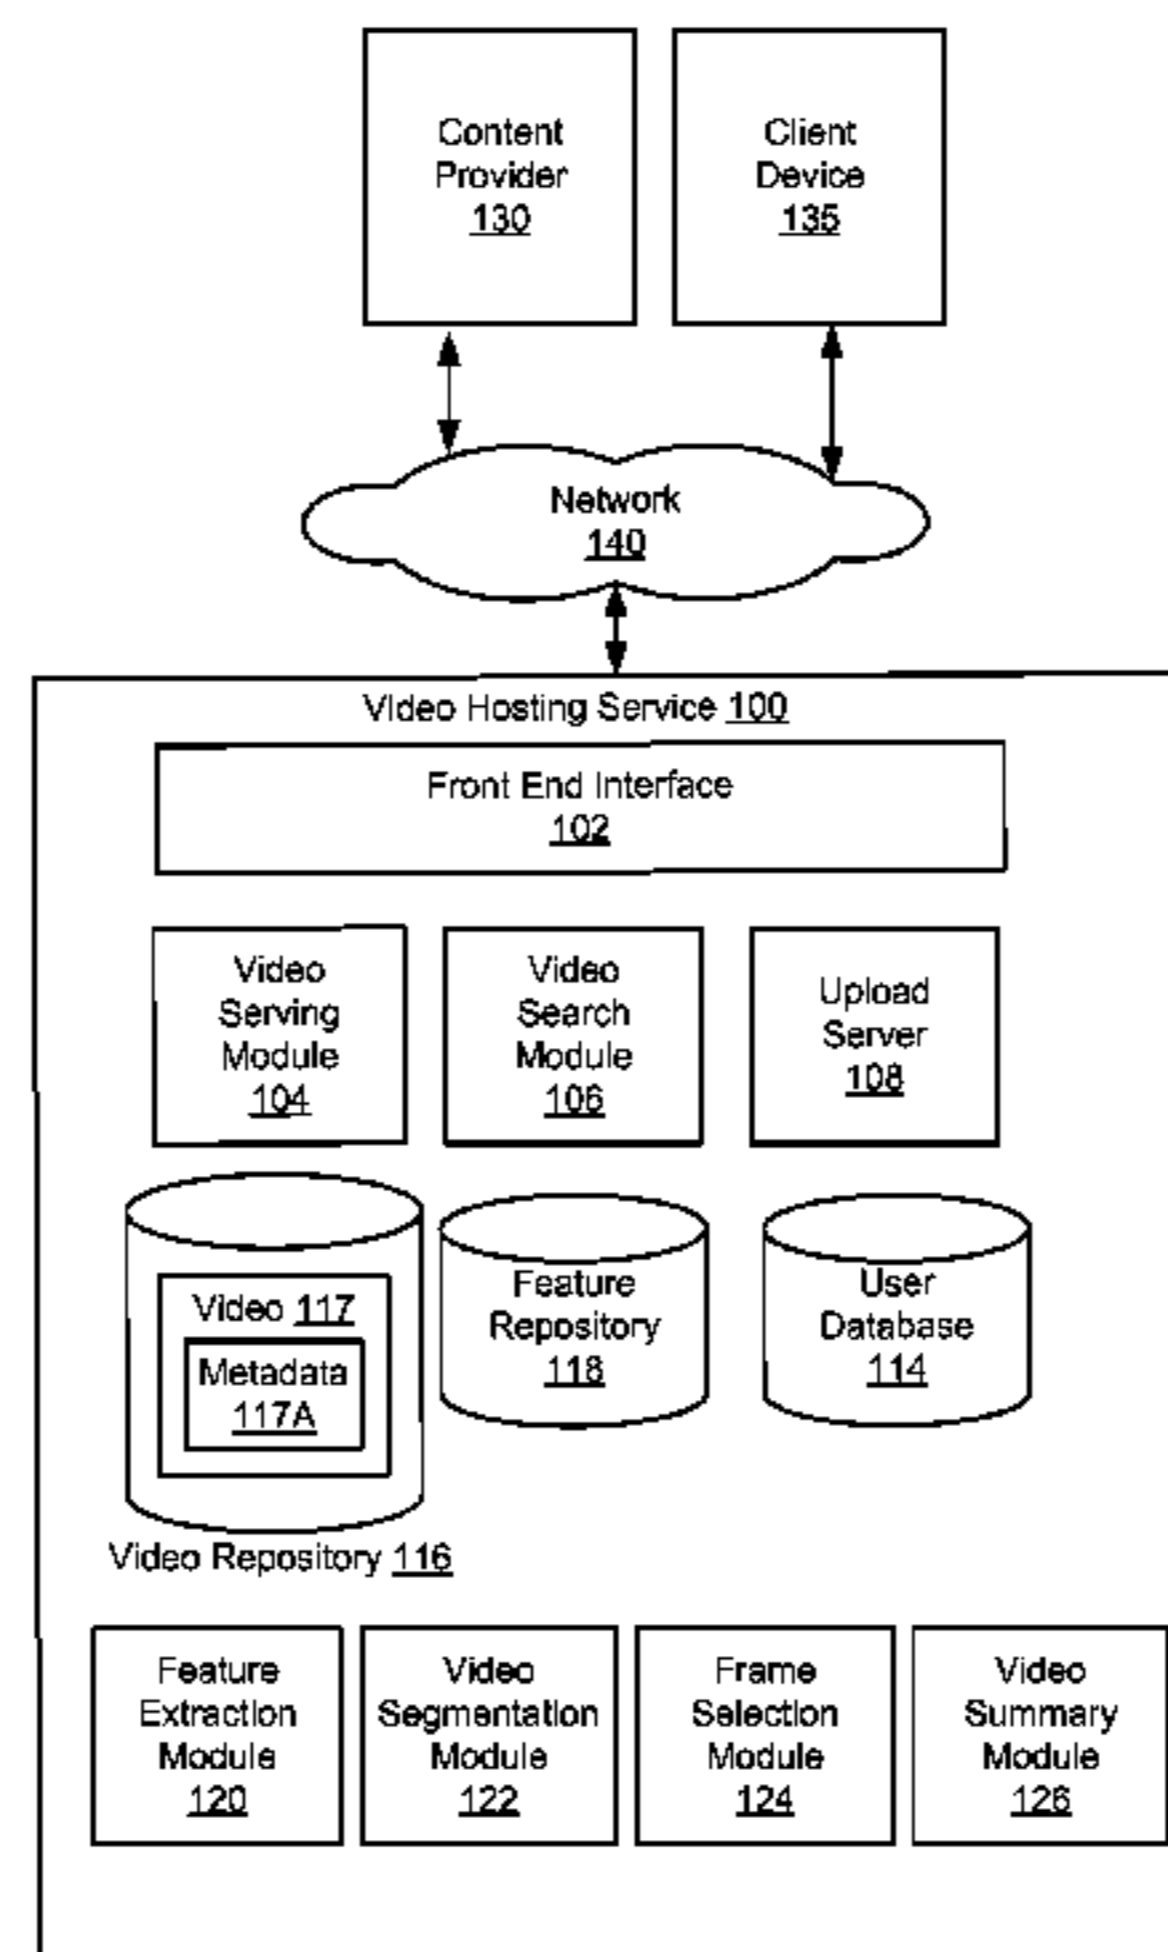 Content
Provider
130
Client
Device
135
Network
140
Video Hosting Service 100
Front End Interface
102
Video
Serving
Module
104
Video
Search
Module
106
Upload
Server
108
Video 117
Metadata
117A
Video Repository 116
Feature
Repository
118
User
Database
114
Feature
Extraction
Module
120
Video
Segmentation
Module
122
Frame
Selection
Module
124
Video
Summary
Module
126